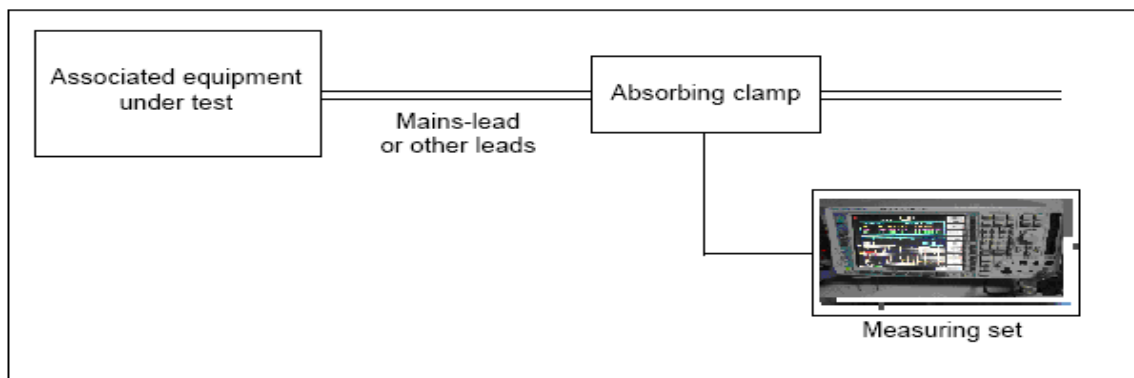 Associated equipment
under test
Mains-lead
or other leads
Absorbing clamp
Measuring set